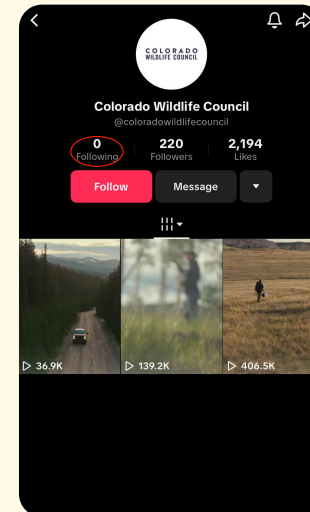 COLORADO
WILDLIFE COUNCIL
Colorado Wildlife Council
@coloradowildlifecouncil
0 220 2,194
Following Followers Likes
Follow Message
36.9K 139.2K 406.5K